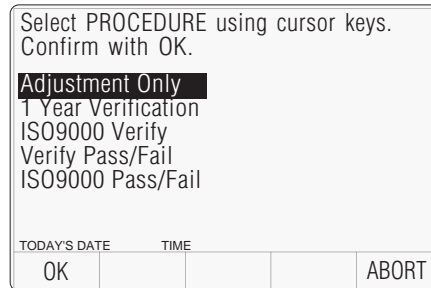 Select PROCEDURE using cursor keys.
Confirm with OK.
Adjustment Only
1 Year Verification
ISO9000 Verify
Verify Pass/Fail
ISO9000 Pass/Fail
TODAY'S DATE TIME
OK ABORT